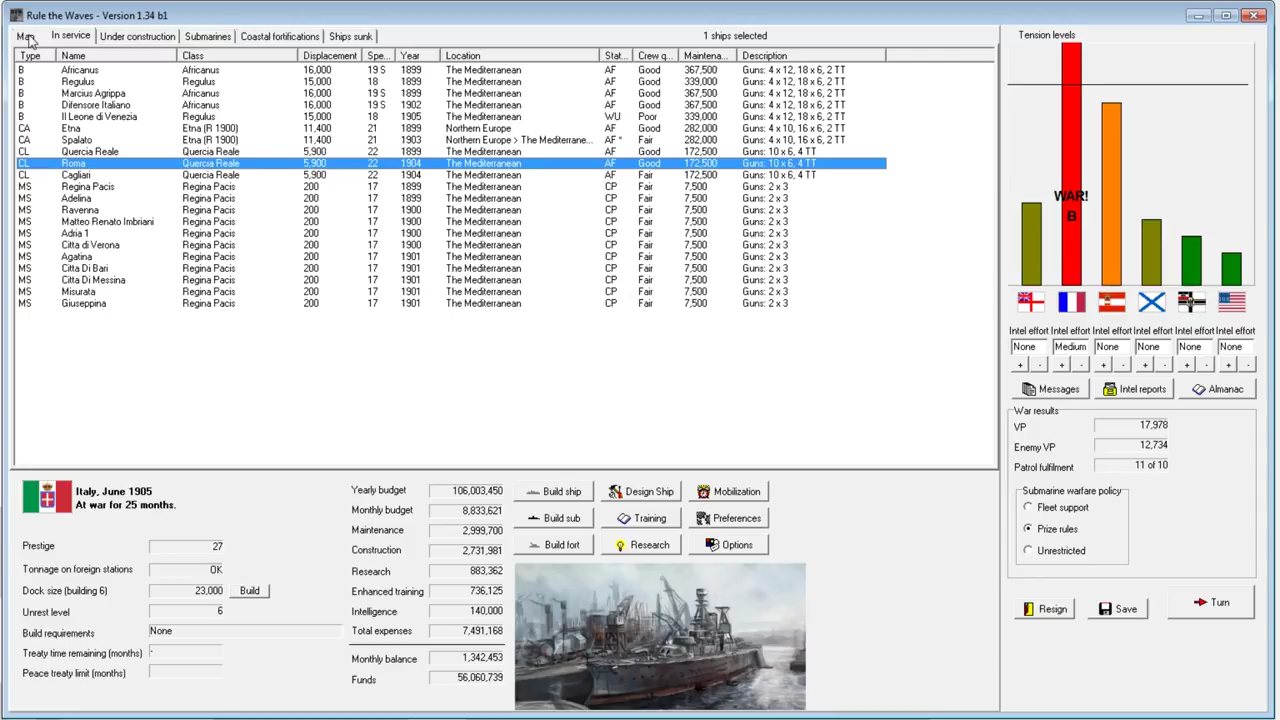 Rule the Waves - Version 1.34 b1
Map In service Under construction Submarines Coastal fortifications Ships sunk 1 ships selected
Type Name Class Displacement Spe... Year Location Stat... Crew q... Maintena... Description
B Africanus Africanus 16,000 19 S 1899 The Mediterranean AF Good 367,500 Guns: 4 x 12, 18 x 6, 2 TT
B Regulus Regulus 15,000 18 1899 The Mediterranean AF Good 339,000 Guns: 4 x 12, 18 x 6, 2 TT
B Marcius Agrippa Africanus 16,000 19 S 1899 The Mediterranean AF Good 367,500 Guns: 4 x 12, 18 x 6, 2 TT
B Difensore Italiano Africanus 16,000 19 S 1902 The Mediterranean AF Good 367,500 Guns: 4 x 12, 18 x 6, 2 TT
B Il Leone di Venezia Regulus 15,000 18 1905 The Mediterranean WU Poor 339,000 Guns: 4 x 12, 18 x 6, 2 TT
CA Etna Etna (R 1900) 11,400 21 1899 Northern Europe AF Good 282,000 Guns: 4 x 10, 16 x 6, 2 TT
CA Spalato Etna (R 1900) 11,400 21 1903 Northern Europe > The Mediterrane... AF * Fair 282,000 Guns: 4 x 10, 16 x 6, 2 TT
CL Quercia Reale Quercia Reale 5,900 22 1899 The Mediterranean AF Good 172,500 Guns: 10 x 6, 4 TT
CL Roma Quercia Reale 5,900 22 1904 The Mediterranean AF Good 172,500 Guns: 10 x 6, 4 TT
CL Cagliari Quercia Reale 5,900 22 1904 The Mediterranean AF Fair 172,500 Guns: 10 x 6, 4 TT
MS Regina Pacis Regina Pacis 200 17 1899 The Mediterranean CP Fair 7,500 Guns: 2 x 3
MS Adelina Regina Pacis 200 17 1899 The Mediterranean CP Fair 7,500 Guns: 2 x 3
MS Ravenna Regina Pacis 200 17 1900 The Mediterranean CP Fair 7,500 Guns: 2 x 3
MS Matteo Renato Imbriani Regina Pacis 200 17 1900 The Mediterranean CP Fair 7,500 Guns: 2 x 3
MS Adria 1 Regina Pacis 200 17 1900 The Mediterranean CP Fair 7,500 Guns: 2 x 3
MS Citta di Verona Regina Pacis 200 17 1900 The Mediterranean CP Fair 7,500 Guns: 2 x 3
MS Agatina Regina Pacis 200 17 1901 The Mediterranean CP Fair 7,500 Guns: 2 x 3
MS Citta Di Bari Regina Pacis 200 17 1901 The Mediterranean CP Fair 7,500 Guns: 2 x 3
MS Citta Di Messina Regina Pacis 200 17 1901 The Mediterranean CP Fair 7,500 Guns: 2 x 3
MS Misurata Regina Pacis 200 17 1901 The Mediterranean CP Fair 7,500 Guns: 2 x 3
MS Giuseppina Regina Pacis 200 17 1901 The Mediterranean CP Fair 7,500 Guns: 2 x 3
Tension levels
WAR!
B
Intel effort Intel effort Intel effort Intel effort Intel effort Intel effort
None Medium None None None None
+ - + - + - + - + - + -
Messages Intel reports Almanac
War results
VP 17,978
Enemy VP 12,734
Patrol fulfilment 11 of 10
Submarine warfare policy
Fleet support
Prize rules
Unrestricted
Resign Save Turn
Italy, June 1905
At war for 25 months.
Prestige 27
Tonnage on foreign stations OK
Dock size (building 6) 23,000 Build
Unrest level 6
Build requirements None
Treaty time remaining (months) -
Peace treaty limit (months)
Yearly budget 106,003,450
Monthly budget 8,833,621
Maintenance 2,999,700
Construction 2,731,981
Research 883,362
Enhanced training 736,125
Intelligence 140,000
Total expenses 7,491,168
Monthly balance 1,342,453
Funds 56,060,739
Build ship Design Ship Mobilization
Build sub Training Preferences
Build fort Research Options